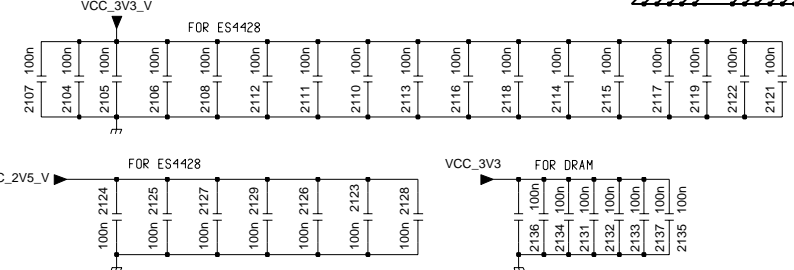 VCC_3V3_V
FOR ES4428
2107 100n
2104 100n
2105 100n
2106 100n
2108 100n
2112 100n
2111 100n
2110 100n
2113 100n
2116 100n
2118 100n
2114 100n
2115 100n
2117 100n
2119 100n
2122 100n
2121 100n
C_2V5_V
FOR ES4428
100n 2124
100n 2125
100n 2127
100n 2129
100n 2126
100n 2123
100n 2128
VCC_3V3
FOR DRAM
2136 100n
2134 100n
2131 100n
2132 100n
2133 100n
2137 100n
2135 100n